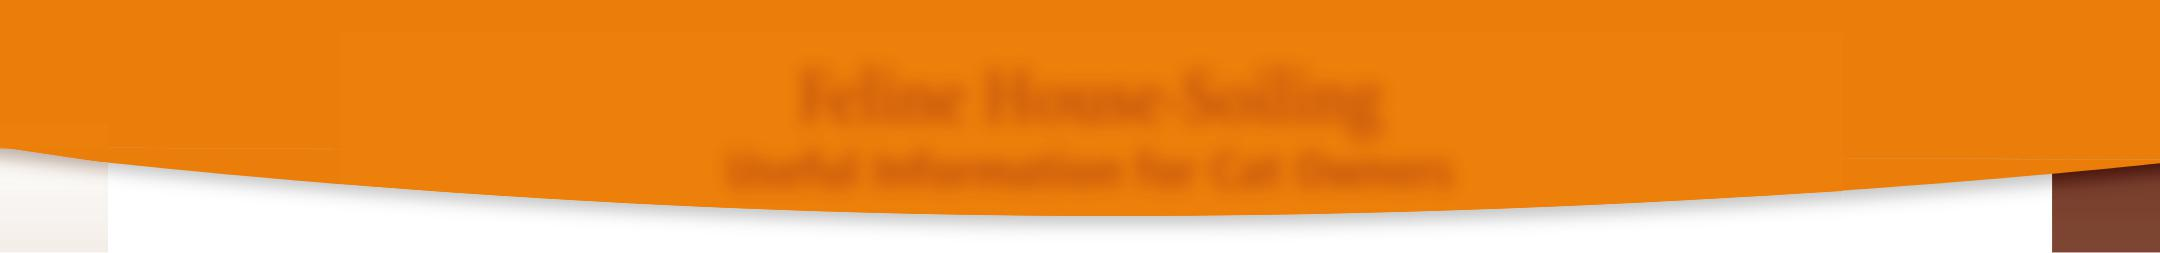 Feline House-Soiling
Useful Information for Cat Owners